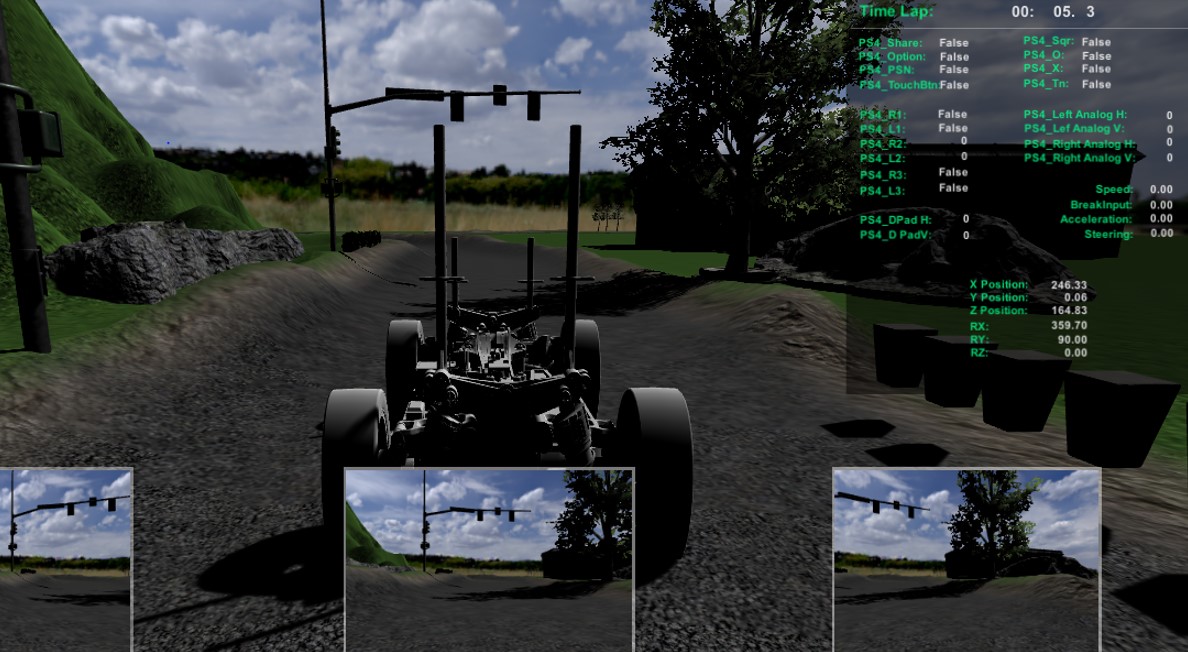 Time Lap: 00: 05. 3
PS4_Share: False PS4_Sqr: False
PS4_Option: False PS4_O: False
PS4_PSN: False PS4_X: False
PS4_TouchBtn: False PS4_Tn: False
PS4_R1: False PS4_Left Analog H: 0
PS4_L1: False PS4_Lef Analog V: 0
PS4_R2: 0 PS4_Right Analog H: 0
PS4_L2: 0 PS4_Right Analog V: 0
PS4_R3: False
PS4_L3: False Speed: 0.00
BreakInput: 0.00
PS4_DPad H: 0 Acceleration: 0.00
PS4_D PadV: 0 Steering: 0.00
X Position: 246.33
Y Position: 0.06
Z Position: 164.83
RX: 359.70
RY: 90.00
RZ: 0.00